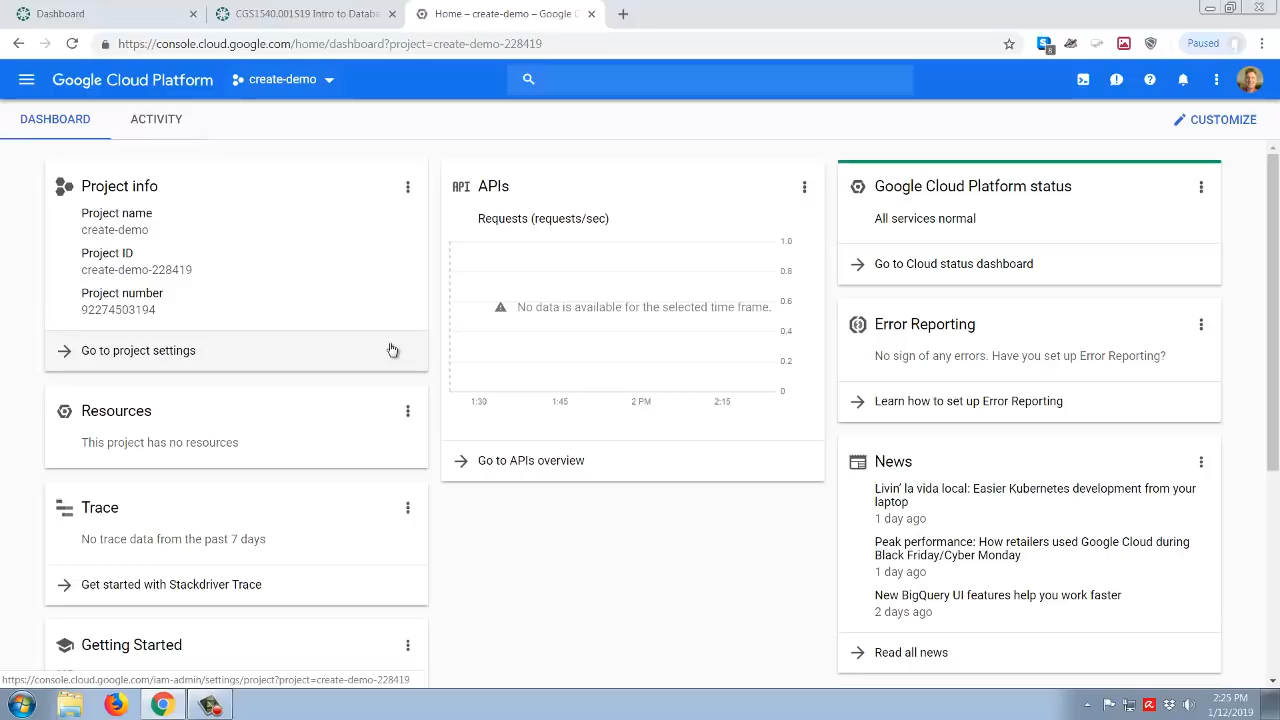 Dashboard
CGS1540.001S19 Intro to Databa
Home – create-demo – Google C
https://console.cloud.google.com/home/dashboard?project=create-demo-228419
8
Paused
Google Cloud Platform
create-demo
DASHBOARD
ACTIVITY
CUSTOMIZE
Project info
Project name
create-demo
Project ID
create-demo-228419
Project number
92274503194
Go to project settings
Resources
This project has no resources
Trace
No trace data from the past 7 days
Get started with Stackdriver Trace
Getting Started
API APIs
Requests (requests/sec)
1.0
0.8
No data is available for the selected time frame.
0.6
0.4
0.2
0
1:30
1:45
2 PM
2:15
Go to APIs overview
Google Cloud Platform status
All services normal
Go to Cloud status dashboard
Error Reporting
No sign of any errors. Have you set up Error Reporting?
Learn how to set up Error Reporting
News
Livin' la vida local: Easier Kubernetes development from your
laptop
1 day ago
Peak performance: How retailers used Google Cloud during
Black Friday/Cyber Monday
1 day ago
New BigQuery UI features help you work faster
2 days ago
Read all news
https://console.cloud.google.com/iam-admin/settings/project?project=create-demo-228419
2:25 PM
1/12/2019